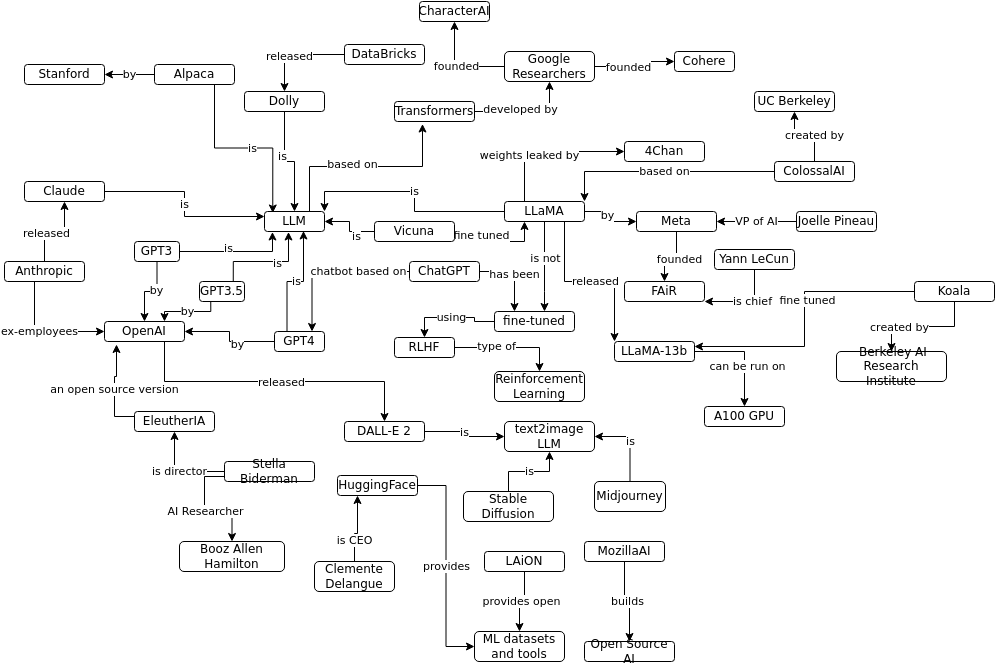 CharacterAI
released
DataBricks
founded
Google
Researchers
founded
Cohere
Stanford
by
Alpaca
Dolly
Transformers
developed by
UC Berkeley
created by
is
is
based on
weights leaked by
4Chan
based on
ColossalAI
Claude
is
is
LLM
LLaMA
by
Meta
VP of AI
Joelle Pineau
is
Vicuna
fine tuned
released
GPT3
is
is not
founded
Yann LeCun
Anthropic
is
chatbot based on
ChatGPT
has been
released
by
GPT3.5
is
FAiR
is chief
fine tuned
Koala
by
ex-employees
OpenAI
by
GPT4
using
fine-tuned
created by
RLHF
type of
LLaMA-13b
Berkeley AI
Research
Institute
can be run on
an open source version
released
Reinforcement
Learning
A100 GPU
EleutherIA
DALL-E 2
is
text2image
LLM
is
is director
Stella
Biderman
is
HuggingFace
Stable
Diffusion
Midjourney
AI Researcher
is CEO
Booz Allen
Hamilton
Clemente
Delangue
provides
LAiON
MozillaAI
provides open
builds
ML datasets
and tools
Open Source
AI